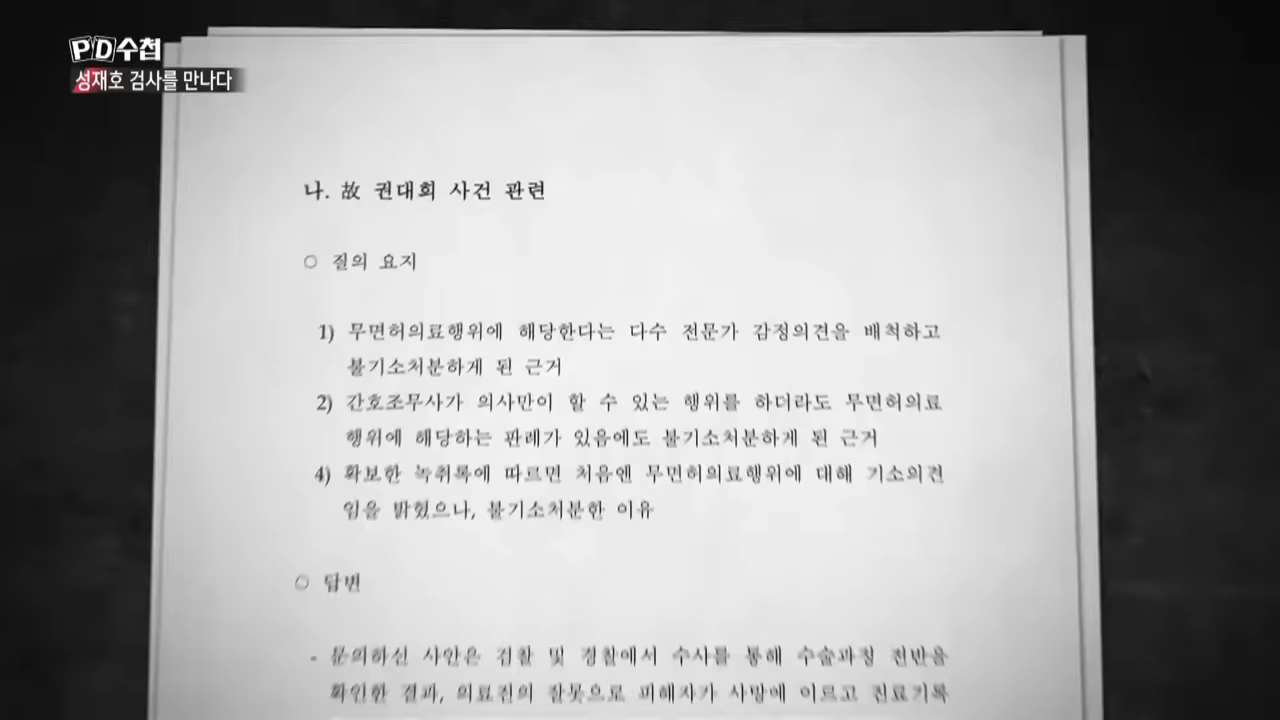 PD수첩
성재호 검사를 만나다
나. 故 권대희 사건 관련
○ 질의 요지
1) 무면허의료행위에 해당한다는 다수 전문가 감정의견을 배척하고
불기소처분하게 된 근거
2) 간호조무사가 의사만이 할 수 있는 행위를 하더라도 무면허의료
행위에 해당하는 판례가 있음에도 불기소처분하게 된 근거
4) 확보한 녹취록에 따르면 처음엔 무면허의료행위에 대해 기소의견
임을 밝혔으나, 불기소처분한 이유
○ 답변
- 문의하신 사안은 검찰 및 경찰에서 수사를 통해 수술과정 전반을
확인한 결과, 의료진의 잘못으로 피해자가 사망에 이르고 진료기록